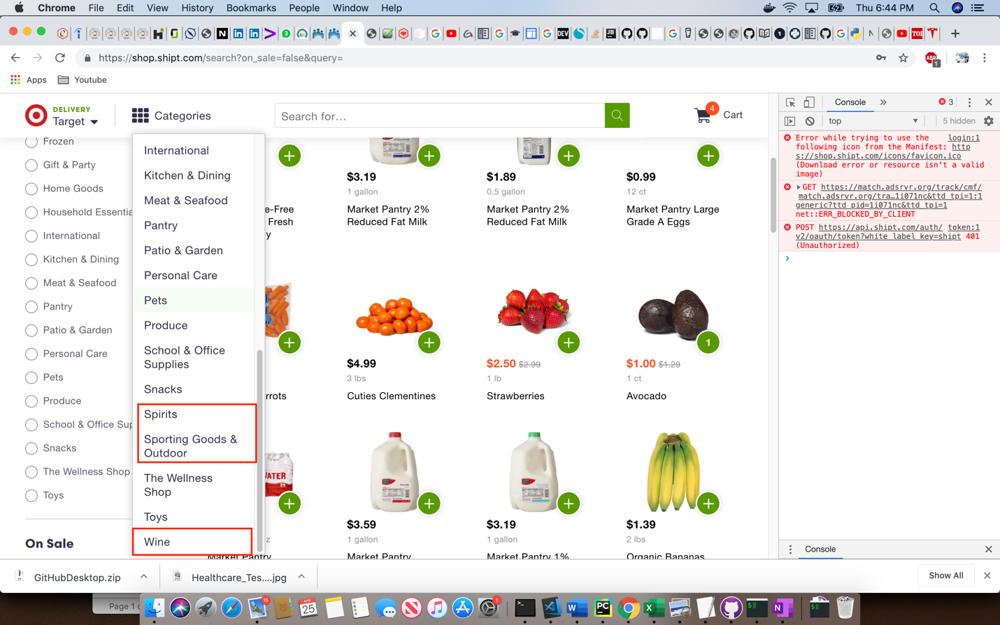 Chrome File Edit View History Bookmarks People Window Help
Thu 6:44 PM
https://shop.shipt.com/search?on_sale=false&query=
ABP
1
Apps Youtube
DELIVERY
Target
Categories
Search for...
4
Cart
Frozen
Gift & Party
Home Goods
Household Essentia
International
Kitchen & Dining
Meat & Seafood
Pantry
Patio & Garden
Personal Care
Pets
Produce
School & Office Sup
Snacks
The Wellness Shop
Toys
On Sale
International
Kitchen & Dining
Meat & Seafood
Pantry
Patio & Garden
Personal Care
Pets
Produce
School & Office
Supplies
Snacks
Spirits
Sporting Goods &
Outdoor
The Wellness
Shop
Toys
Wine
e-Free
Fresh
y
$3.19
1 gallon
Market Pantry 2%
Reduced Fat Milk
$1.89
0.5 gallon
Market Pantry 2%
Reduced Fat Milk
$0.99
12 ct
Market Pantry Large
Grade A Eggs
rrots
$4.99
3 lbs
Cuties Clementines
$2.50 $2.99
1 lb
Strawberries
1
$1.00 $1.29
1 ct
Avocado
WATER
z
Market Pantry
$3.59
1 gallon
Market Pantry
$3.19
1 gallon
Market Pantry 1%
$1.39
2 lbs
Organic Bananas
Console
3
top
5 hidden
Error while trying to use the login:1
following icon from the Manifest: http
s://shop.shipt.com/icons/favicon.ico
(Download error or resource isn't a valid
image)
GET https://match.adsrvr.org/track/cmf/
match.adsrvr.org/tra…1i071nc&ttd_tpi=1:1
generic?ttd_pid=1i071nc&ttd_tpi=1
net::ERR_BLOCKED_BY_CLIENT
POST https://api.shipt.com/auth/ token:1
v2/oauth/token?white_label_key=shipt 401
(Unauthorized)
Console
GitHubDesktop.zip
Healthcare_Tes....jpg
Show All
Page 1
15
APR
25
1